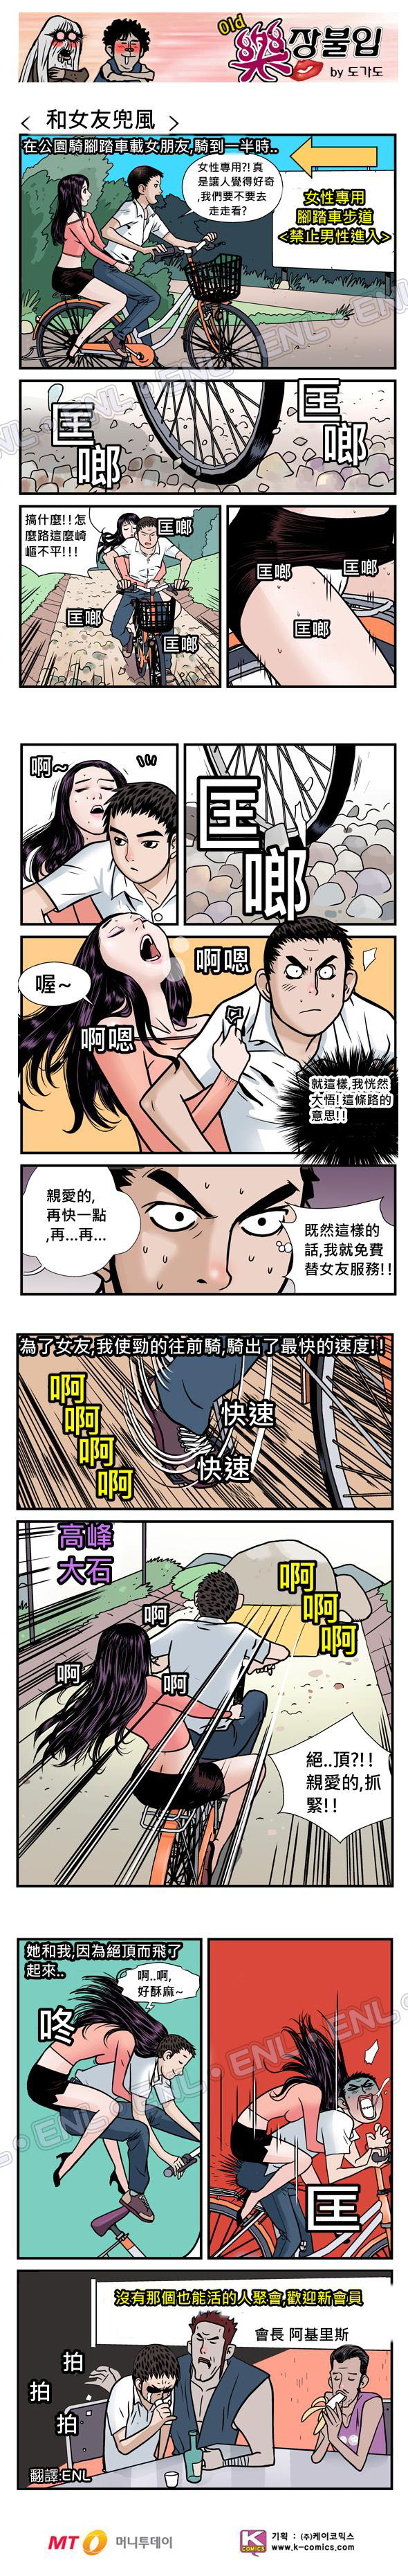 Old
樂장불입
by 도가도
< 和女友兜風 >
在公園騎腳踏車載女朋友,騎到一半時..
女性專用?! 真
是讓人覺得好奇
,我們要不要去
走走看?
女性專用
腳踏車步道
<禁止男性進入>
匡
啷
匡
啷
搞什麼!! 怎
麼路這麼崎
嶇不平!!!
匡啷
匡啷
匡啷
匡啷
匡啷
匡啷
啊~
匡
啷
喔~
啊嗯
啊嗯
就這樣,我恍然
大悟! 這條路的
意思!!
親愛的,
再快一點
,再...再...
既然這樣的
話,我就免費
替女友服務!!
為了女友,我使勁的往前騎,騎出了最快的速度!!
啊
啊
啊
啊
快速
快速
高峰
大石
啊
啊
啊
啊
啊
啊
絕..頂?!!
親愛的,抓
緊!!
她和我,因為絕頂而飛了
起來..
啊..啊,
好酥麻~
咚
匡
沒有那個也能活的人聚會,歡迎新會員
會長 阿基里斯
拍
拍
拍
翻譯:ENL
ENL
MT 머니투데이
K COMICS
기획 : (주)케이코믹스
www.k-comics.com